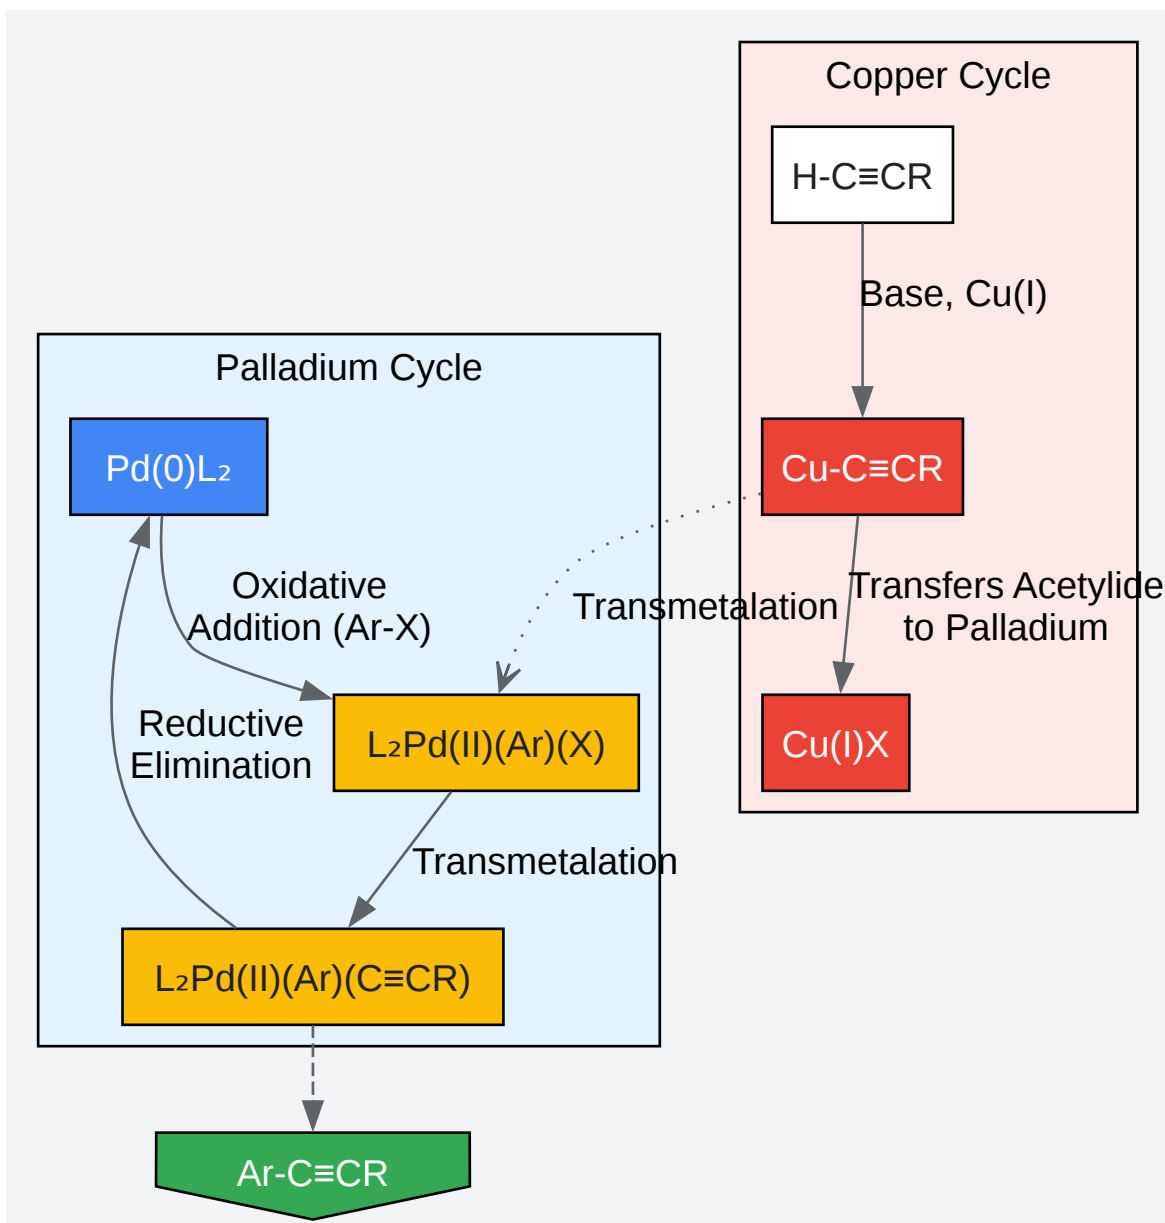 Copper Cycle
H-C≡CR
Base, Cu(I)
Palladium Cycle
Pd(0)L₂
Cu-C≡CR
Oxidative
Addition (Ar-X)
Transmetalation
Transfers Acetylide
to Palladium
Reductive
Elimination
L₂Pd(II)(Ar)(X)
Cu(I)X
Transmetalation
L₂Pd(II)(Ar)(C≡CR)
Ar-C≡CR